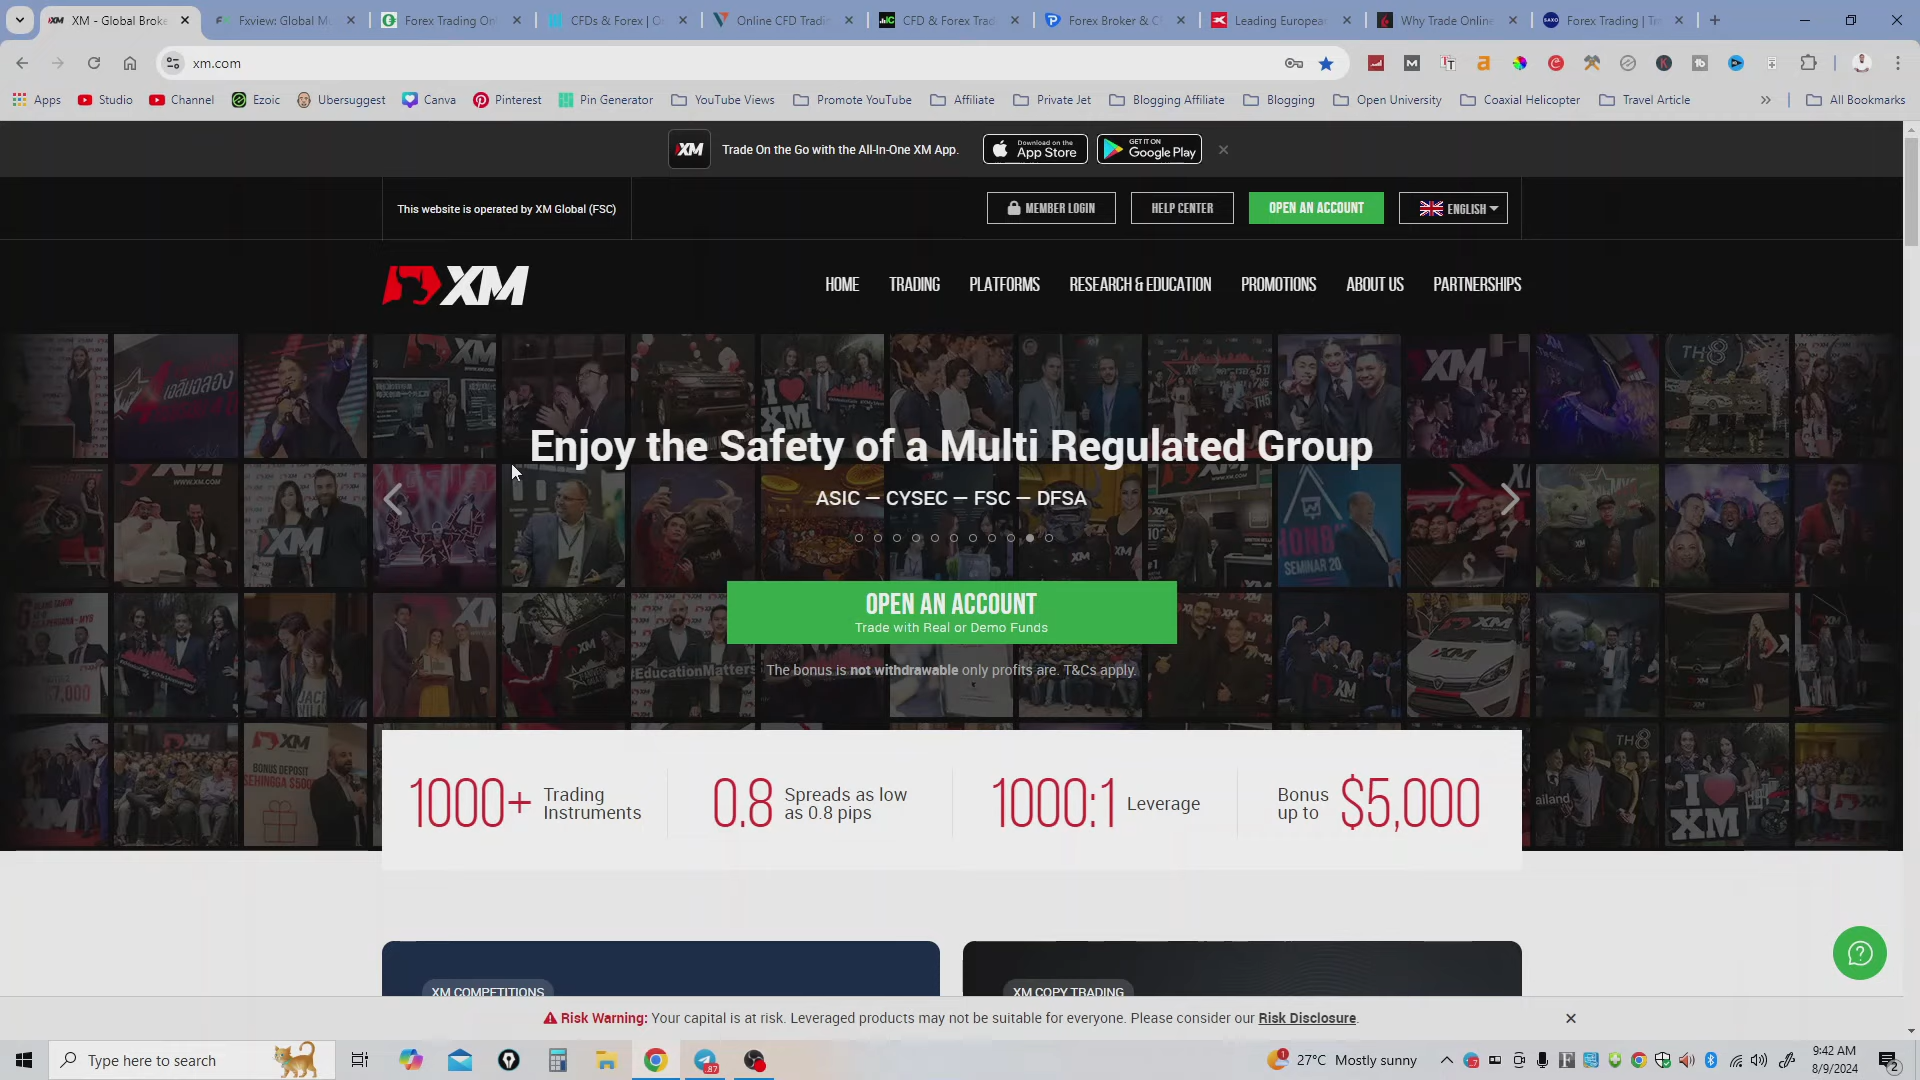 XM - Global Broke
Fxview: Global Mu
Forex Trading On
CFDs & Forex | O
Online CFD Tradin
CFD & Forex Trad
Forex Broker & C
Leading European
Why Trade Online
Forex Trading | Tr
xm.com
Apps
Studio
Channel
Ezoic
Ubersuggest
Canva
Pinterest
Pin Generator
YouTube Views
Promote YouTube
Affiliate
Private Jet
Blogging Affiliate
Blogging
Open University
Coaxial Helicopter
Travel Article
All Bookmarks
XM
Trade On the Go with the All-In-One XM App.
Download on the
App Store
GET IT ON
Google Play
This website is operated by XM Global (FSC)
MEMBER LOGIN
HELP CENTER
OPEN AN ACCOUNT
ENGLISH
XM
HOME
TRADING
PLATFORMS
RESEARCH & EDUCATION
PROMOTIONS
ABOUT US
PARTNERSHIPS
Enjoy the Safety of a Multi Regulated Group
ASIC — CYSEC — FSC — DFSA
OPEN AN ACCOUNT
Trade with Real or Demo Funds
The bonus is not withdrawable only profits are. T&Cs apply.
1000+
Trading
Instruments
0.8
Spreads as low
as 0.8 pips
1000:1
Leverage
Bonus
up to
$5,000
XM COMPETITIONS
XM COPY TRADING
Risk Warning: Your capital is at risk. Leveraged products may not be suitable for everyone. Please consider our Risk Disclosure.
Type here to search
27°C Mostly sunny
9:42 AM
8/9/2024